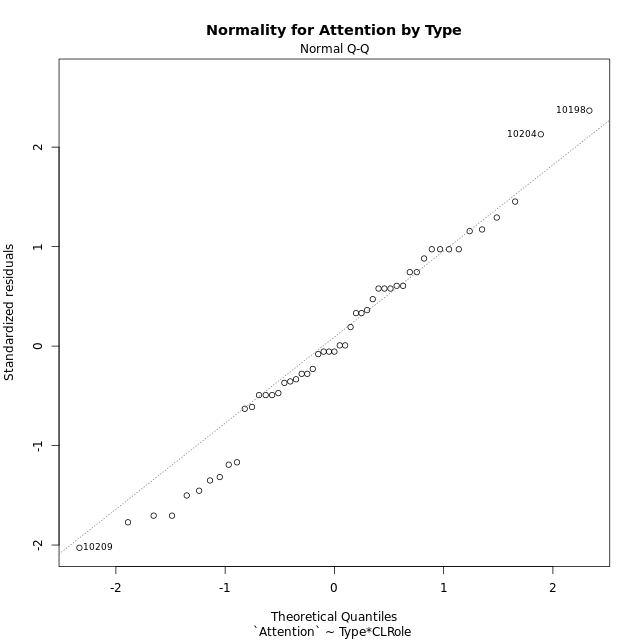 Normality for Attention by Type
Normal Q-Q
10198
10204
2
1
0
-1
-2
10209
Standardized residuals
-2 -1 0 1 2
Theoretical Quantiles
`Attention` ~ Type*CLRole